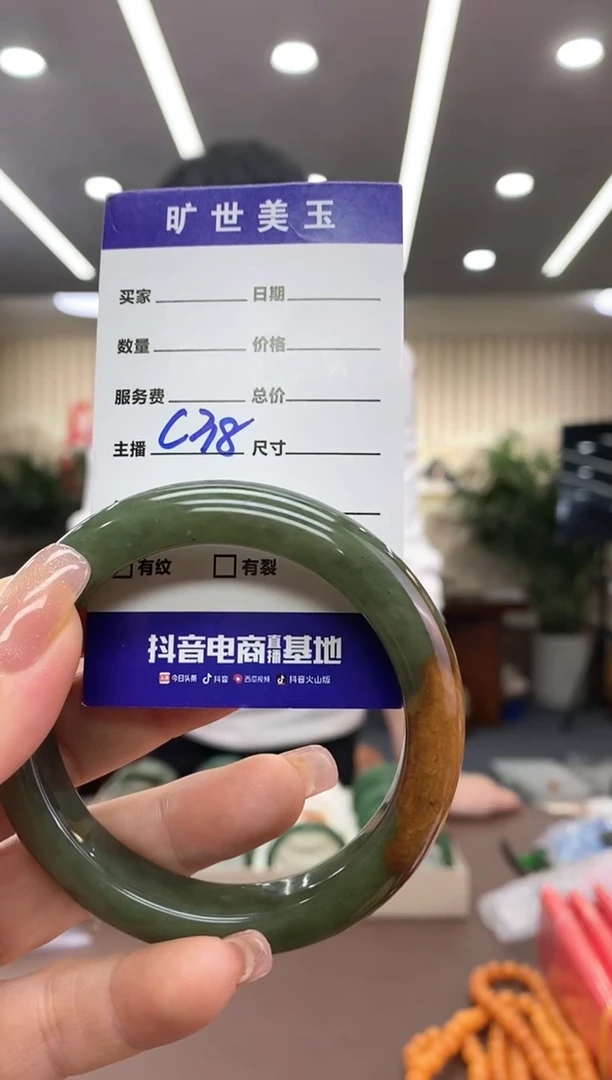 旷世美玉
买家 日期
数量 价格
服务费 总价
主播 C38 尺寸
有纹 有裂
抖音电商直播基地
今日头条 抖音 西瓜视频 抖音火山版